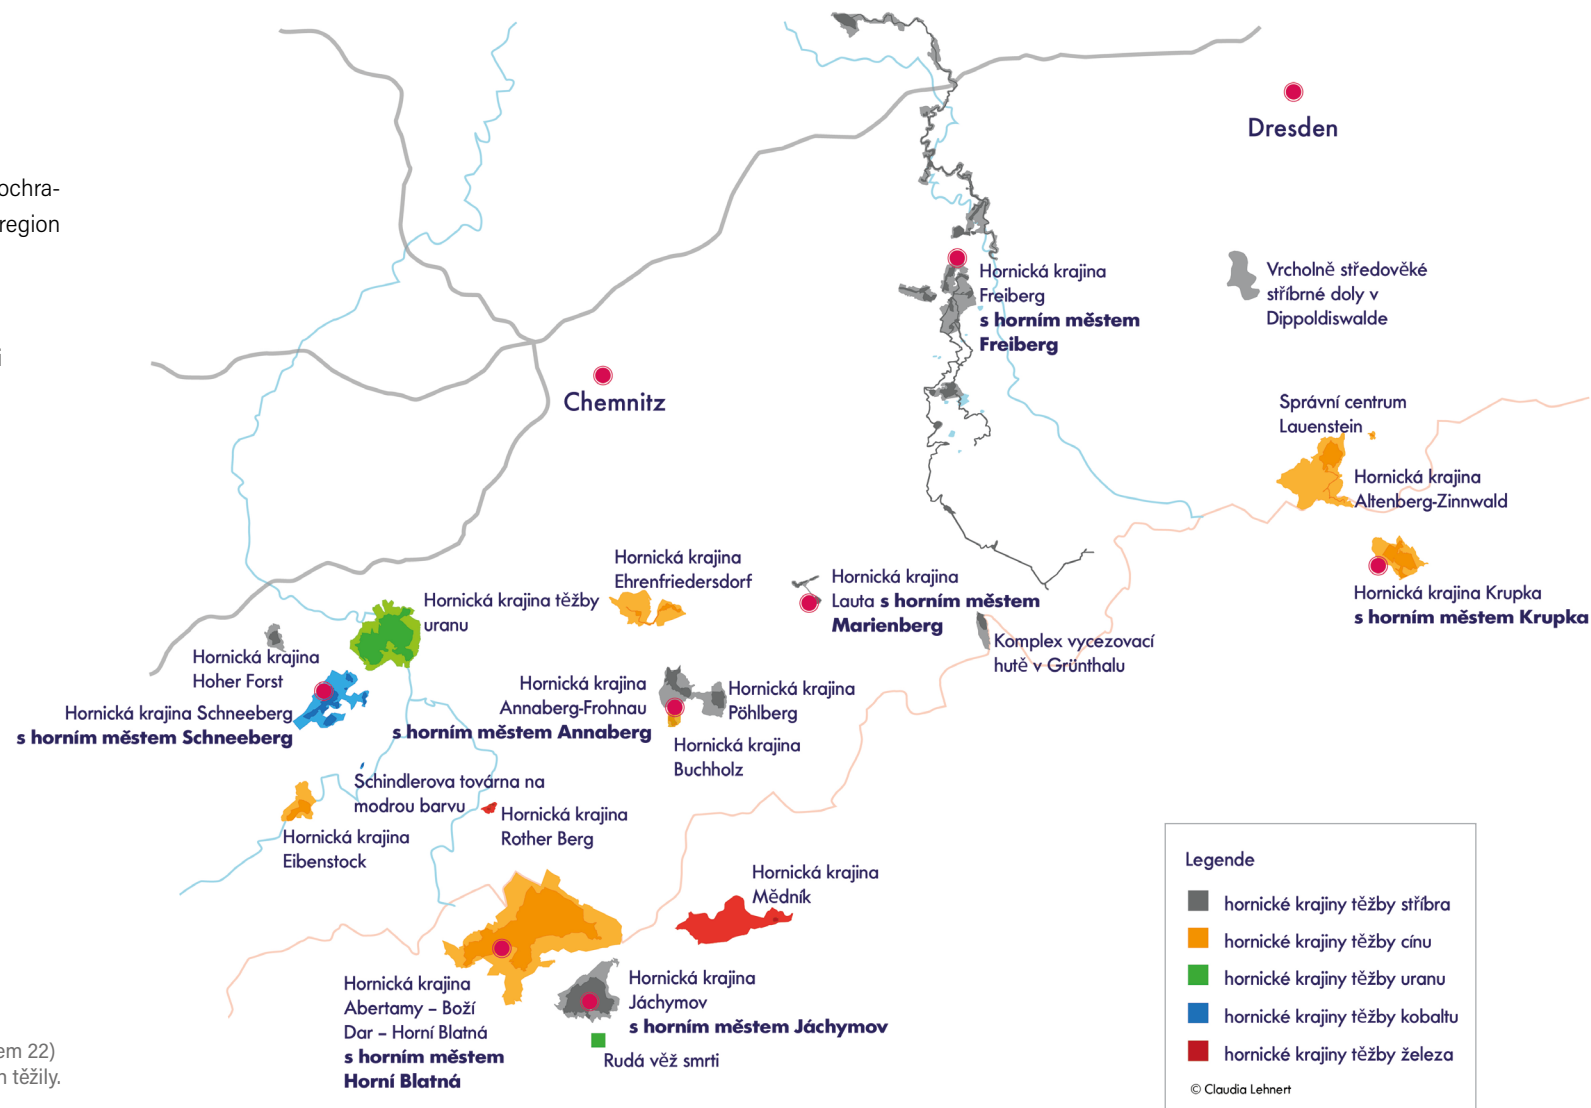 ochra-
region
i
em 22)
n těžily.
Dresden
Hornická krajina
Freiberg
s horním městem
Freiberg
Vrcholně středověké
stříbrné doly v
Dippoldiswalde
Chemnitz
Správní centrum
Lauenstein
Hornická krajina
Altenberg-Zinnwald
Hornická krajina Krupka
s horním městem Krupka
Hornická krajina
Ehrenfriedersdorf
Hornická krajina
Lauta s horním městem
Marienberg
Hornická krajina těžby
uranu
Komplex vycezovací
hutě v Grünthalu
Hornická krajina
Hoher Forst
Hornická krajina Schneeberg
s horním městem Schneeberg
Hornická krajina
Annaberg-Frohnau
s horním městem Annaberg
Hornická krajina
Pöhlberg
Hornická krajina
Buchholz
Schindlerova továrna na
modrou barvu
Hornická krajina
Rother Berg
Hornická krajina
Eibenstock
Hornická krajina
Mědník
Hornická krajina
Abertamy – Boží
Dar – Horní Blatná
s horním městem
Horní Blatná
Hornická krajina
Jáchymov
s horním městem Jáchymov
Rudá věž smrti
Legende
hornické krajiny těžby stříbra
hornické krajiny těžby cínu
hornické krajiny těžby uranu
hornické krajiny těžby kobaltu
hornické krajiny těžby železa
© Claudia Lehnert